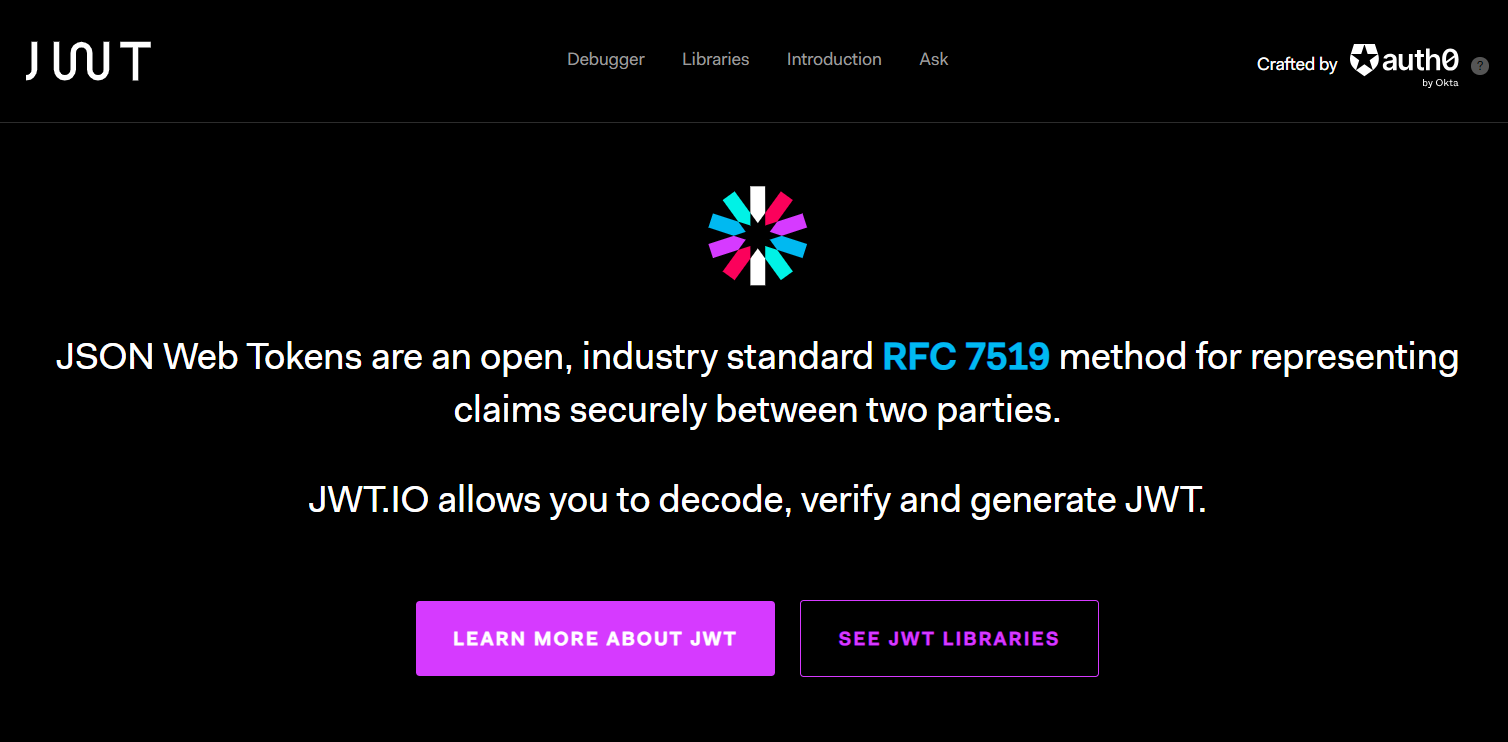 JWT
Debugger Libraries Introduction Ask
Crafted by auth0
by Okta
?
JSON Web Tokens are an open, industry standard RFC 7519 method for representing
claims securely between two parties.
JWT.IO allows you to decode, verify and generate JWT.
LEARN MORE ABOUT JWT
SEE JWT LIBRARIES